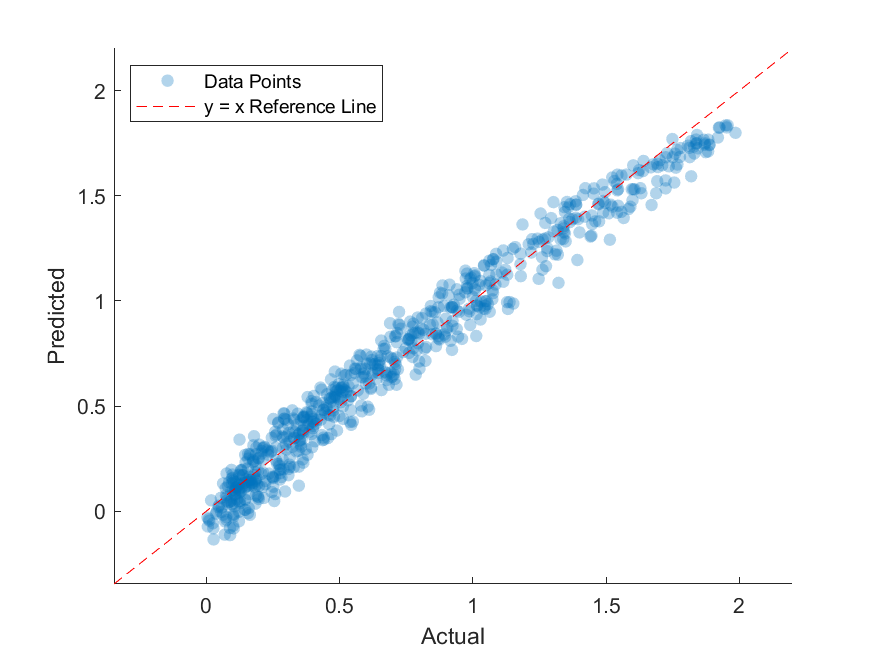 Data Points
y = x Reference Line
2
1.5
1
0.5
0
Predicted
0
0.5
1
1.5
2
Actual